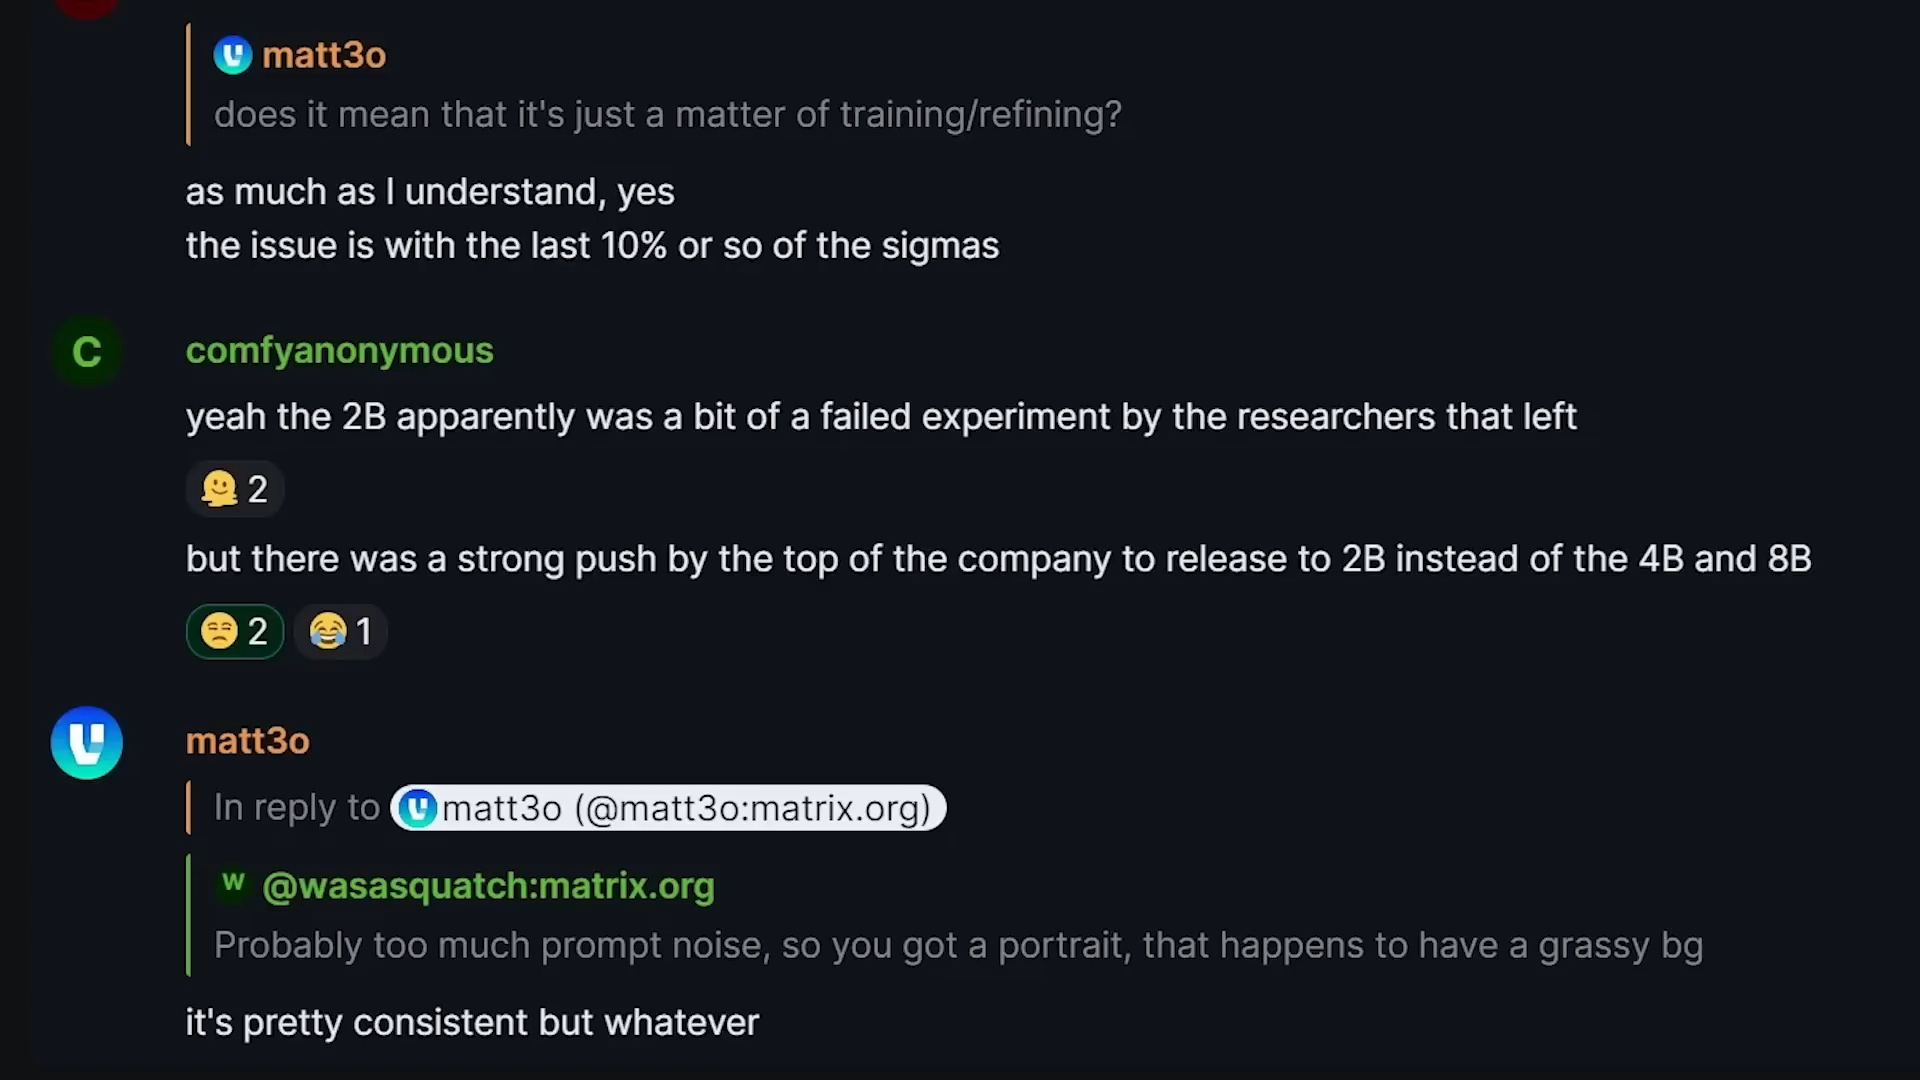 matt3o
does it mean that it's just a matter of training/refining?
as much as I understand, yes
the issue is with the last 10% or so of the sigmas
C
comfyanonymous
yeah the 2B apparently was a bit of a failed experiment by the researchers that left
2
but there was a strong push by the top of the company to release to 2B instead of the 4B and 8B
2 1
matt3o
In reply to matt3o (@matt3o:matrix.org)
W @wasasquatch:matrix.org
Probably too much prompt noise, so you got a portrait, that happens to have a grassy bg
it's pretty consistent but whatever